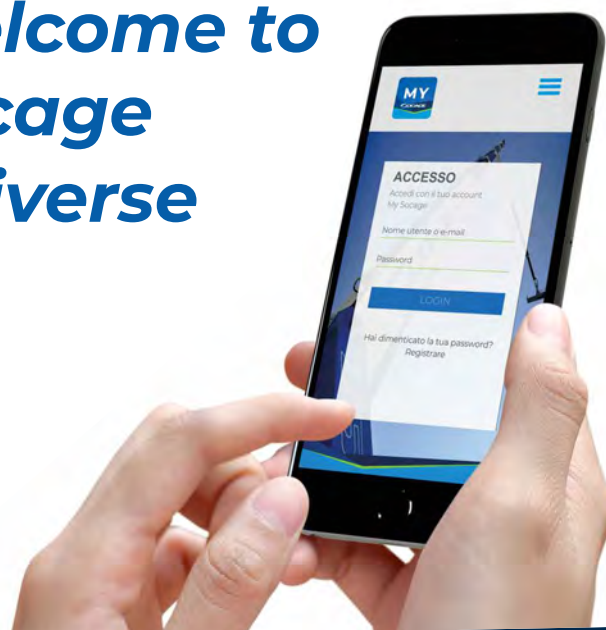 elcome to
cage
iverse
MY
ACCESSO
Accedi con il tuo account
My Socage
Nome utente o e-mail
Password
LOGIN
Hai dimenticato la tua password?
Registrare